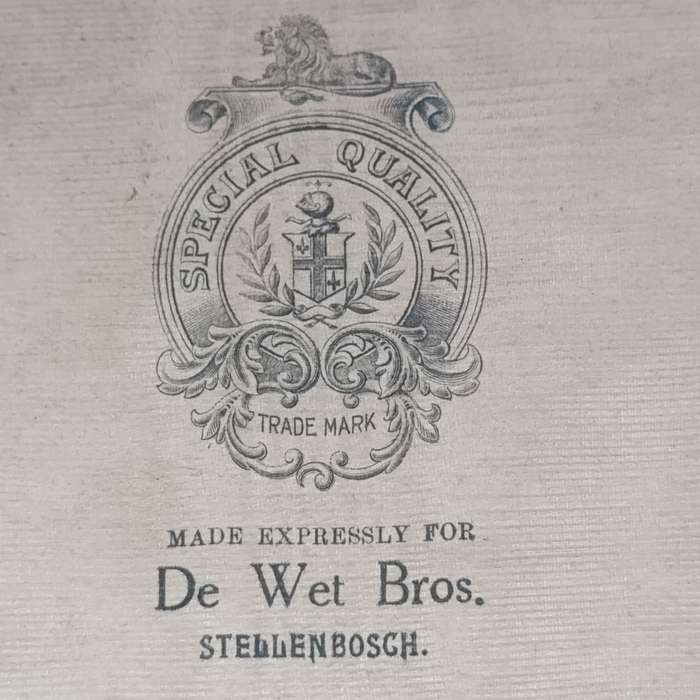 SPECIAL QUALITY
TRADE MARK
MADE EXPRESSLY FOR
De Wet Bros.
STELLENBOSCH.